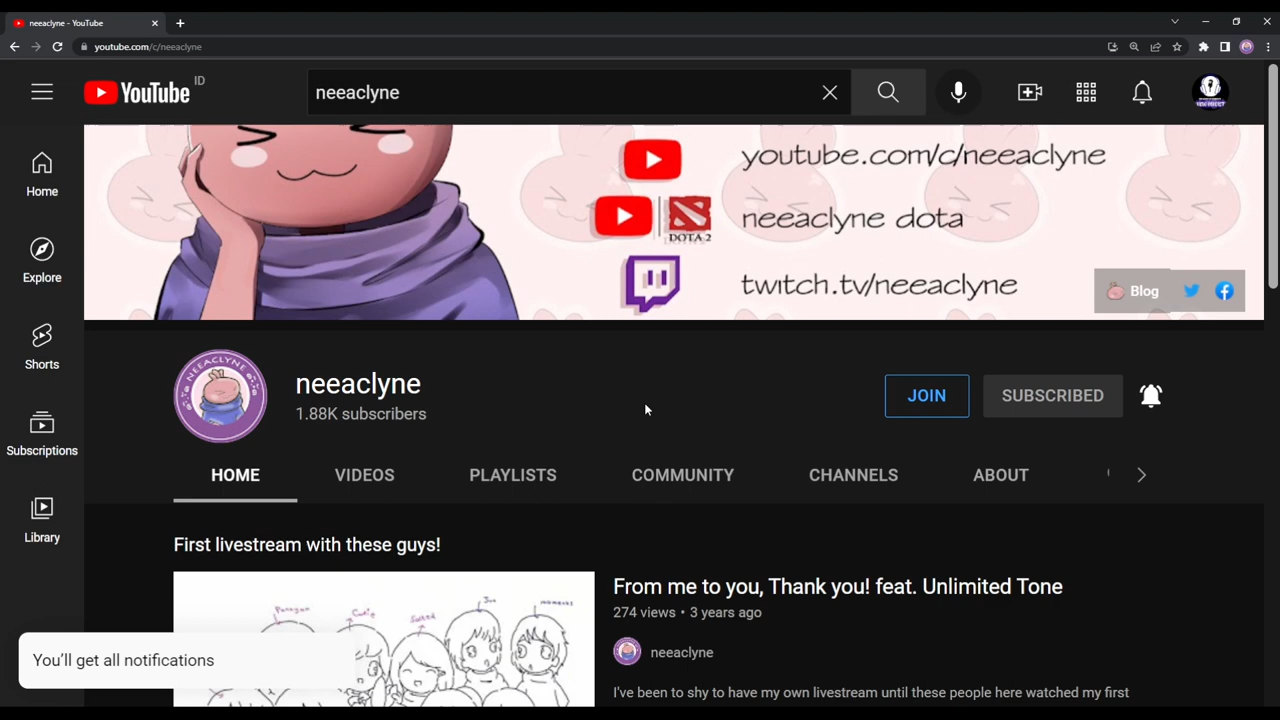 neeaclyne - YouTube
youtube.com/c/neeaclyne
YouTube ID
neeaclyne
Home
Explore
Shorts
Subscriptions
Library
youtube.com/c/neeaclyne
neeaclyne dota
DOTA 2
twitch.tv/neeaclyne
Blog
NEEACLYNE
neeaclyne
1.88K subscribers
JOIN
SUBSCRIBED
HOME VIDEOS PLAYLISTS COMMUNITY CHANNELS ABOUT
First livestream with these guys!
From me to you, Thank you! feat. Unlimited Tone
274 views • 3 years ago
neeaclyne
I've been to shy to have my own livestream until these people here watched my first
You'll get all notifications